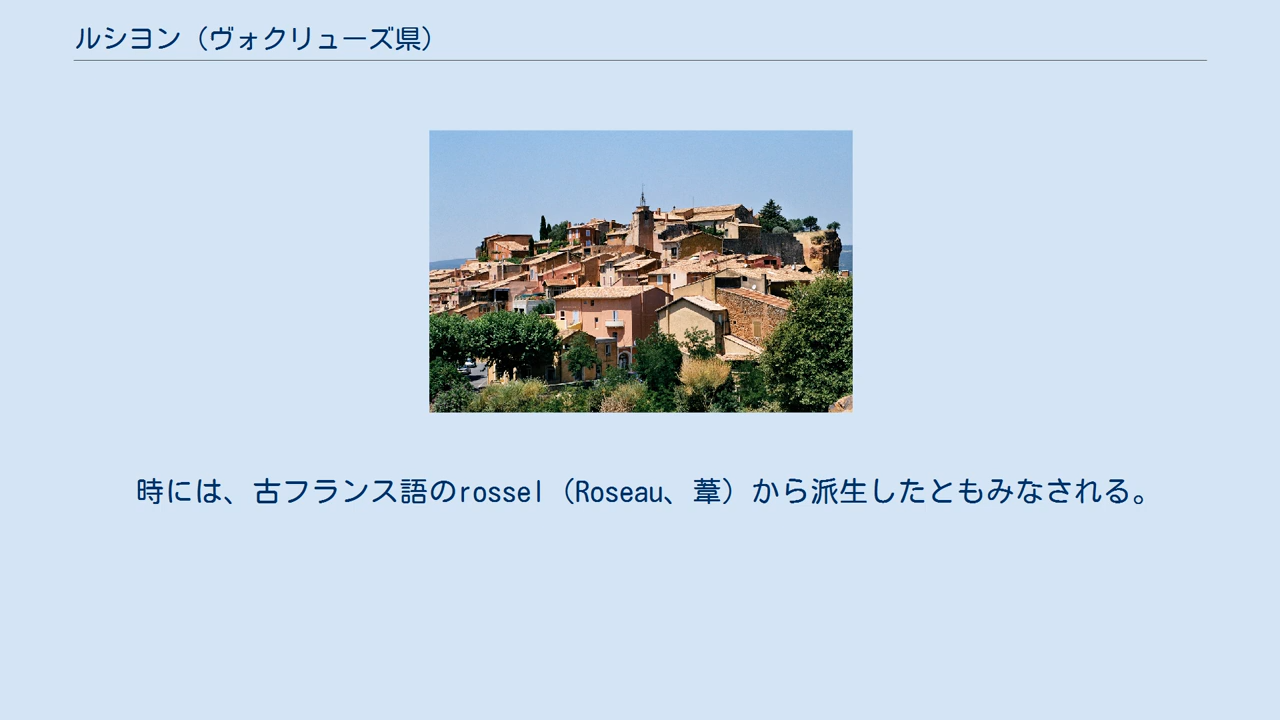 ルシヨン（ヴォクリューズ県）
時には、古フランス語のrossel（Roseau、葦）から派生したともみなされる。